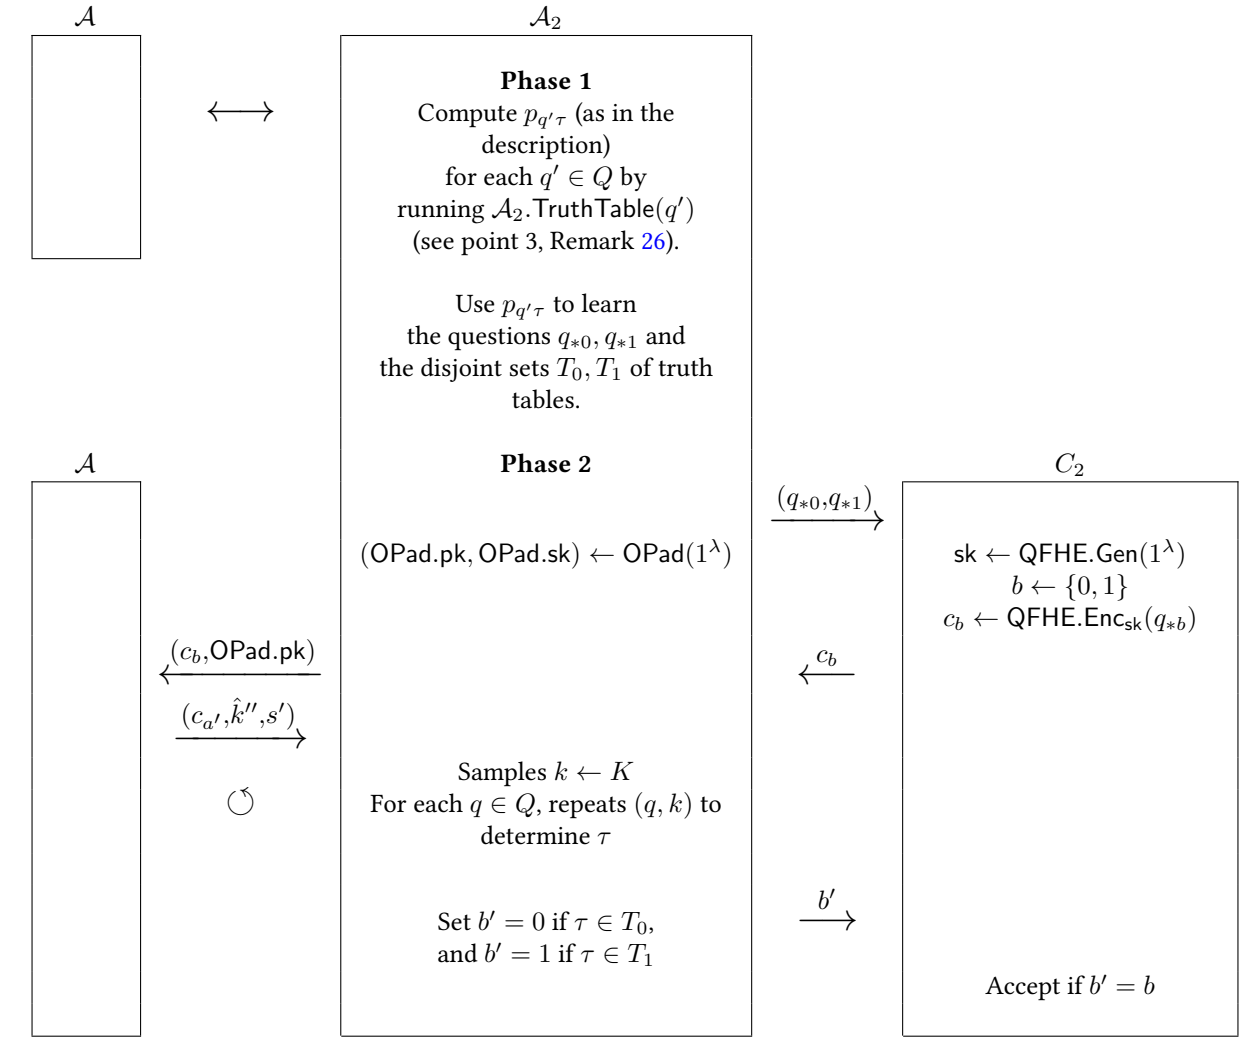 𝒜
𝒜₂
Phase 1
⟷
Compute p_{q′τ} (as in the
description)
for each q′ ∈ Q by
running 𝒜₂.TruthTable(q′)
(see point 3, Remark 26).
Use p_{q′τ} to learn
the questions q_{*0}, q_{*1} and
the disjoint sets T₀, T₁ of truth
tables.
𝒜
Phase 2
C₂
(q_{*0},q_{*1})
(OPad.pk, OPad.sk) ← OPad(1^λ)
sk ← QFHE.Gen(1^λ)
b ← {0, 1}
c_b ← QFHE.Enc_{sk}(q_{*b})
(c_b,OPad.pk)
c_b
(c_{a′},k̂″,s′)
Samples k ← K
For each q ∈ Q, repeats (q, k) to
determine τ
↺
b′
Set b′ = 0 if τ ∈ T₀,
and b′ = 1 if τ ∈ T₁
Accept if b′ = b